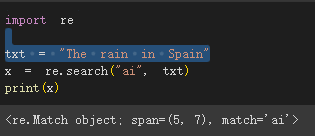 import re
txt = "The rain in Spain"
x = re.search("ai", txt)
print(x)
<re.Match object; span=(5, 7), match='ai'>